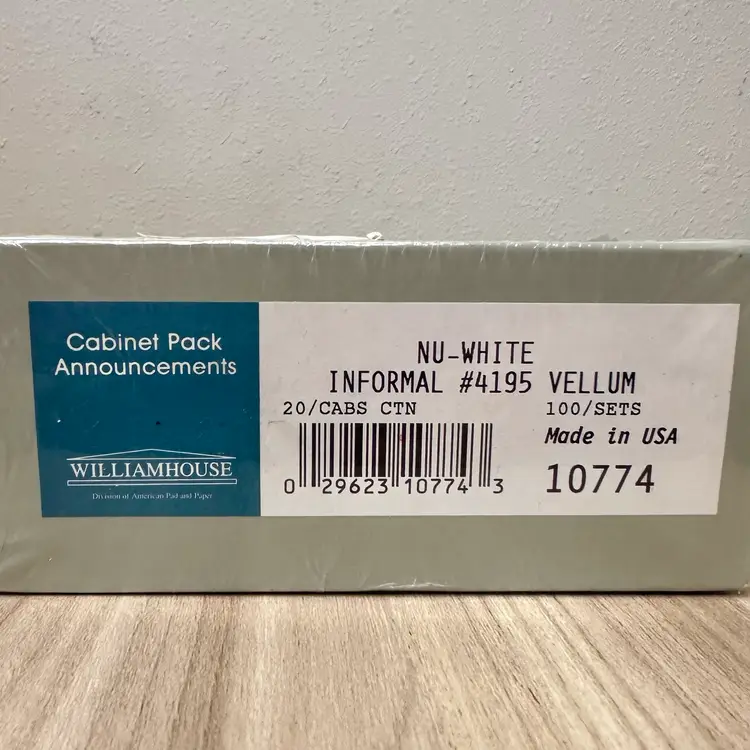 Cabinet Pack
Announcements
WILLIAMHOUSE
Division of American Pad and Paper
NU-WHITE
INFORMAL #4195 VELLUM
20/CABS CTN 100/SETS
Made in USA
0 29623 10774 3
10774